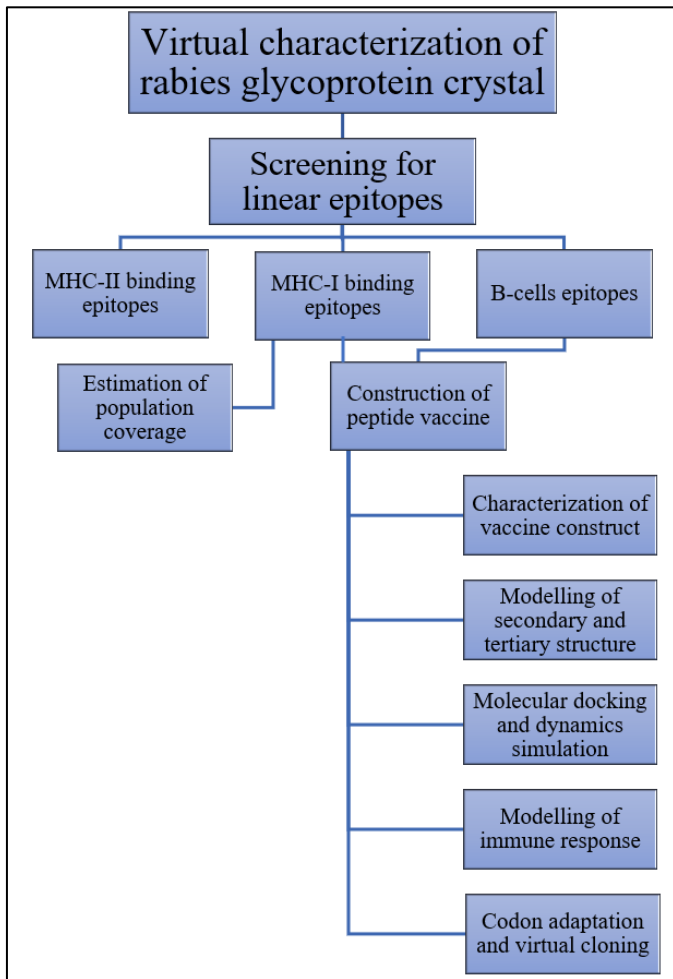 Virtual characterization of
rabies glycoprotein crystal
Screening for
linear epitopes
MHC-II binding
epitopes
MHC-I binding
epitopes
B-cells epitopes
Estimation of
population
coverage
Construction of
peptide vaccine
Characterization of
vaccine construct
Modelling of
secondary and
tertiary structure
Molecular docking
and dynamics
simulation
Modelling of
immune response
Codon adaptation
and virtual cloning